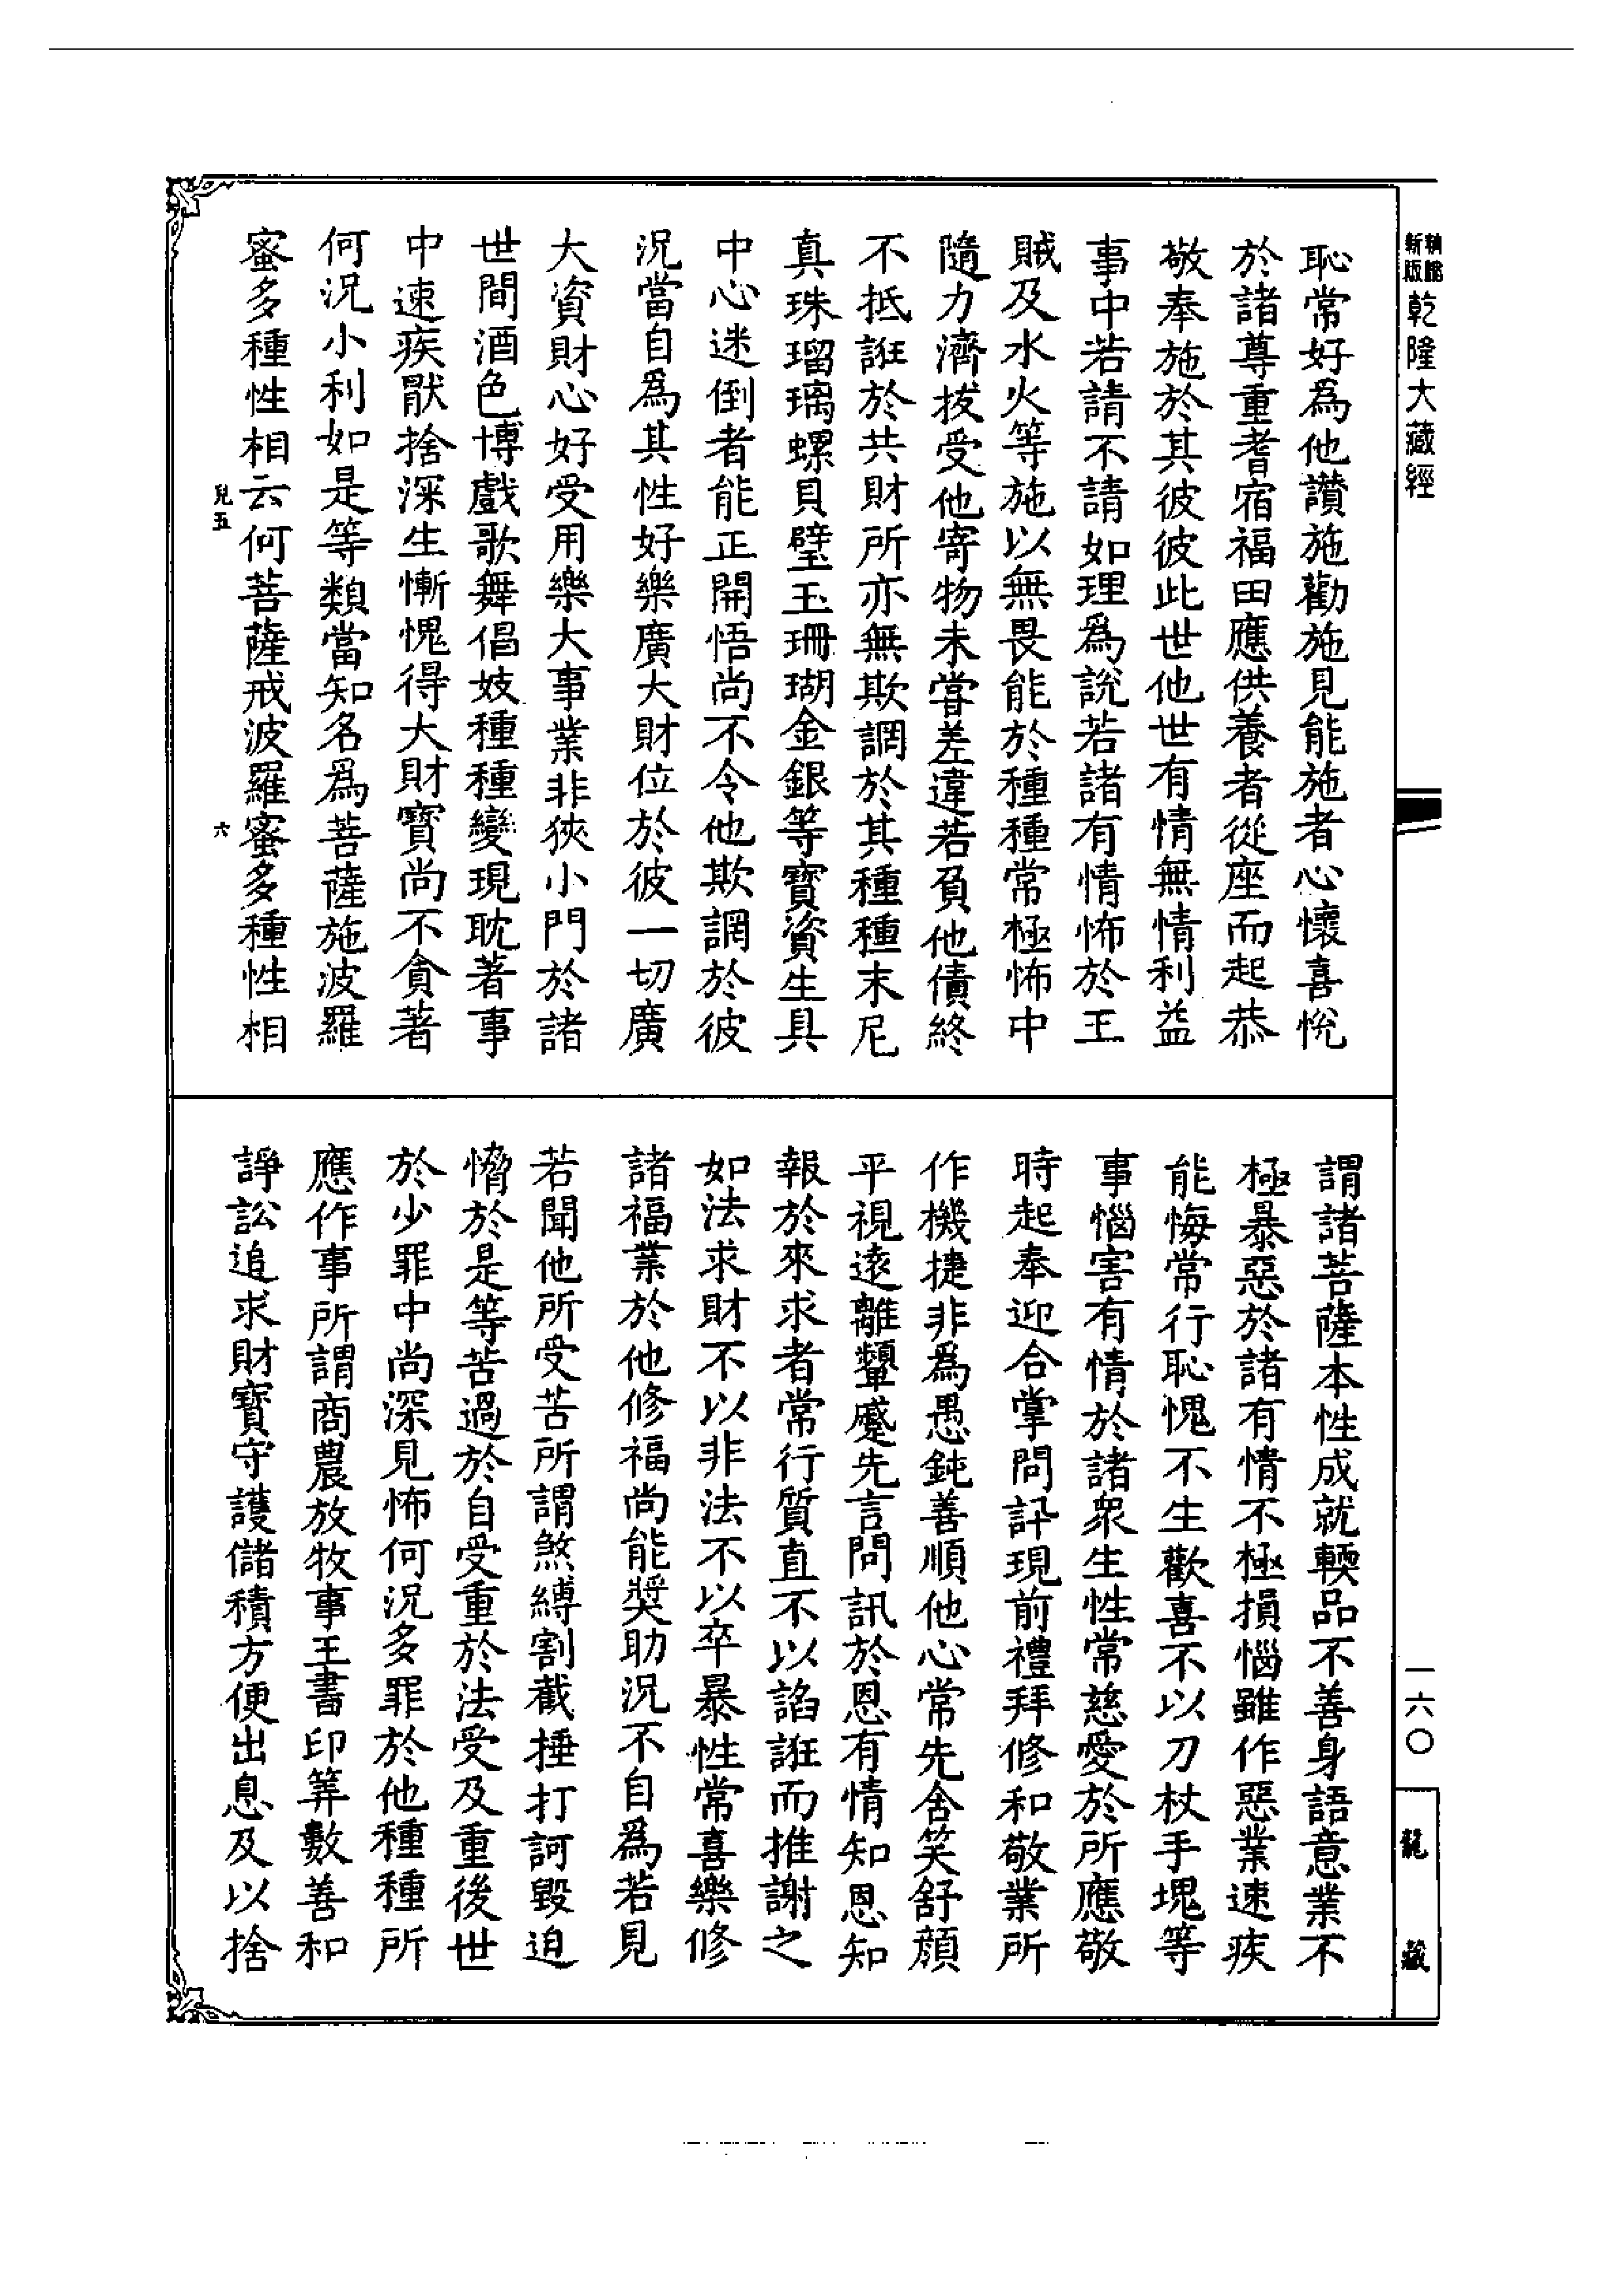 新版乾隆大藏經
恥常好為他讚施勸施見能施者心懷喜悅
於諸尊重耆宿福田應供養者從座而起恭
敬奉施於其彼彼此世他世有情無情利益
事中若請不請如理爲說若諸有情怖於王
賊及水火等施以無畏能於種種常極怖中
隨力濟拔受他寄物未甞差違若負他債終
不抵誑於共財所亦無欺調於其種種末尼
真珠瑠璃螺貝璧玉珊瑚金銀等寶資生具
中心迷倒者能正開悟尚不令他欺調於彼
況當自爲其性好樂廣大財位於彼一切廣
大資財心好受用樂大事業非狹小門於諸
世間酒色博戲歌舞倡妓種種變現耽著事
中速疾猒捨深生慚愧得大財寶尚不貪著
何況小利如是等類當知名爲菩薩施波羅
蜜多種性相云何菩薩戒波羅蜜多種性相
兒五
六
謂諸菩薩本性成就輭品不善身語意業不
極暴惡於諸有情不極損惱雖作惡業速疾
能悔常行恥愧不生歡喜不以刀杖手塊等
事惱害有情於諸眾生性常慈愛於所應敬
時起奉迎合掌問訊現前禮拜修和敬業所
作機捷非為愚鈍善順他心常先含笑舒顏
平視遠離顰蹙先言問訊於恩有情知恩知
報於來求者常行質直不以諂誑而推謝之
如法求財不以非法不以卒暴性常喜樂修
諸福業於他修福尚能奬助況不自爲若見
若聞他所受苦所謂煞縛割截捶打訶毀迫
憎於是等苦過於自受重於法受及重後世
於少罪中尚深見怖何況多罪於他種種所
應作事所謂商農放牧事王書印筭數善和
諍訟追求財寶守護儲積方便出息及以捨
一六〇
龍藏